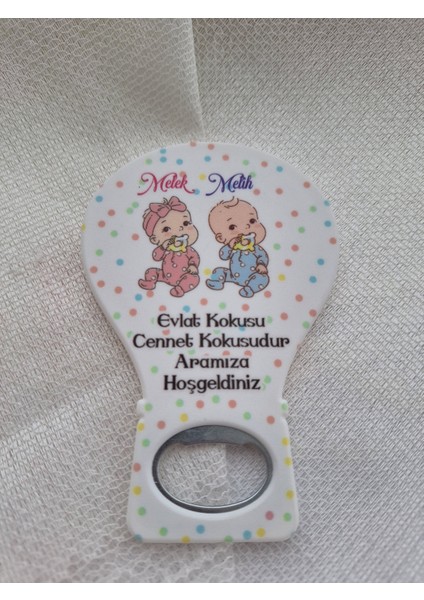 Melek Melih
Evlat Kokusu
Cennet Kokusudur
Aramıza
Hoşgeldiniz